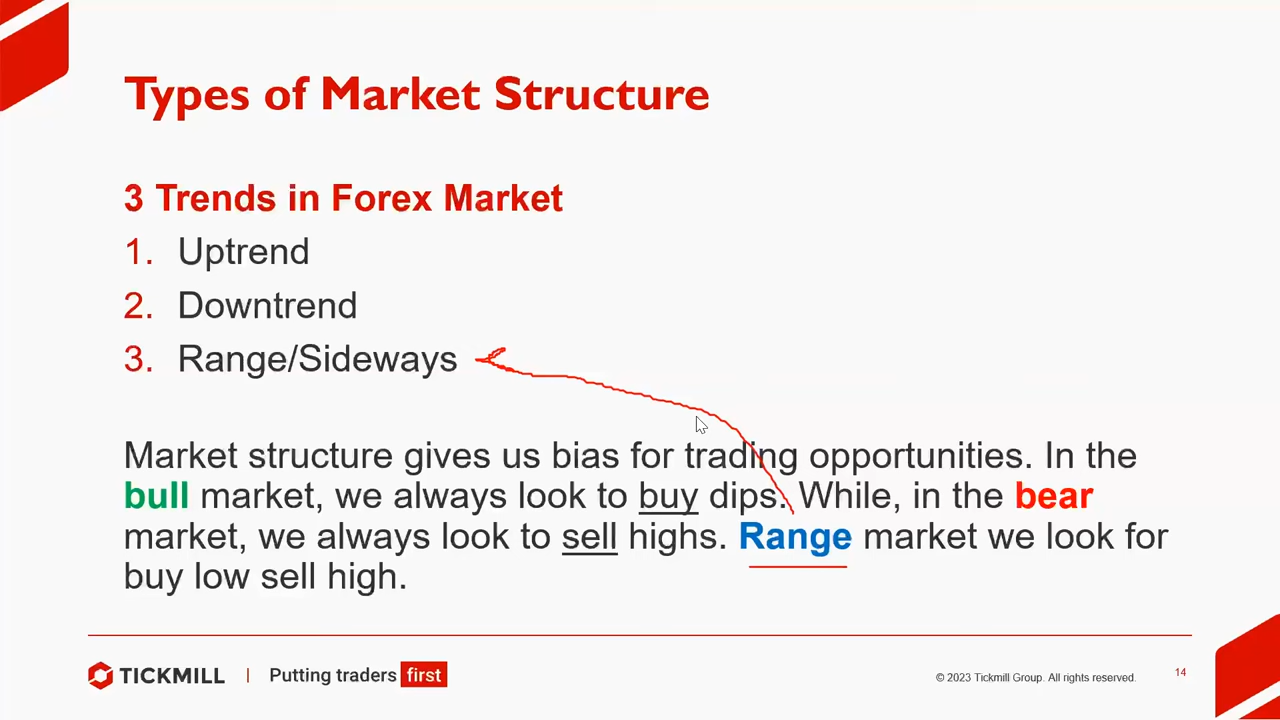 Types of Market Structure
3 Trends in Forex Market
1. Uptrend
2. Downtrend
3. Range/Sideways
Market structure gives us bias for trading opportunities. In the
bull market, we always look to buy dips. While, in the bear
market, we always look to sell highs. Range market we look for
buy low sell high.
TICKMILL | Putting traders first
© 2023 Tickmill Group. All rights reserved.
14